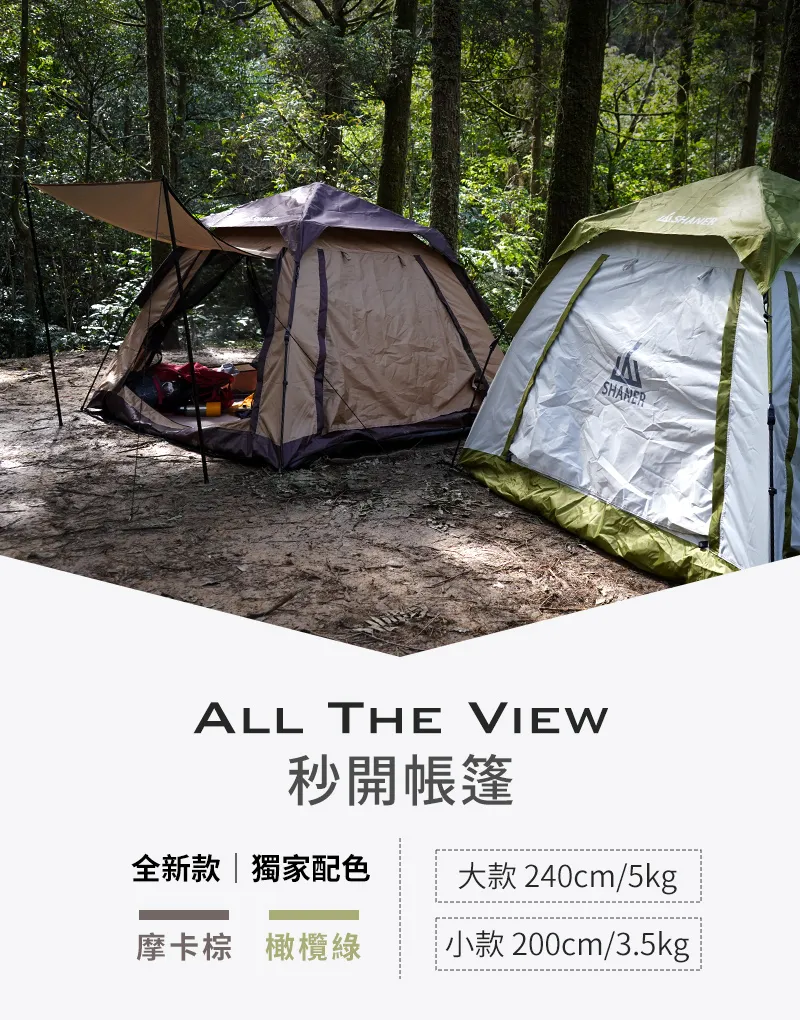 SHANER
SHANER
ALL THE VIEW
秒開帳篷
全新款｜獨家配色
摩卡棕 橄欖綠
大款 240cm/5kg
小款 200cm/3.5kg